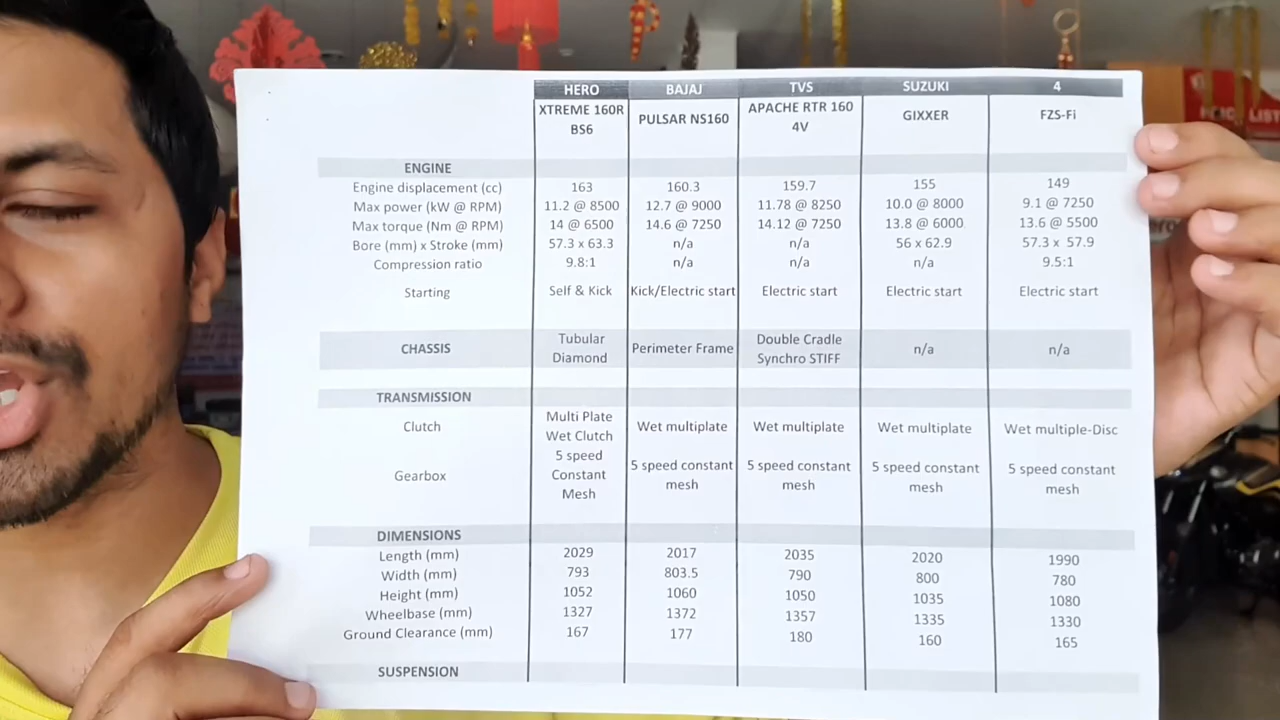 HERO BAJAJ TVS SUZUKI 4
XTREME 160R BS6 PULSAR NS160 APACHE RTR 160 4V GIXXER FZS-Fi
ENGINE
Engine displacement (cc) 163 160.3 159.7 155 149
Max power (kW @ RPM) 11.2 @ 8500 12.7 @ 9000 11.78 @ 8250 10.0 @ 8000 9.1 @ 7250
Max torque (Nm @ RPM) 14 @ 6500 14.6 @ 7250 14.12 @ 7250 13.8 @ 6000 13.6 @ 5500
Bore (mm) x Stroke (mm) 57.3 x 63.3 n/a n/a 56 x 62.9 57.3 x 57.9
Compression ratio 9.8:1 n/a n/a n/a 9.5:1
Starting Self & Kick Kick/Electric start Electric start Electric start Electric start
CHASSIS Tubular Diamond Perimeter Frame Double Cradle Synchro STIFF n/a n/a
TRANSMISSION
Clutch Multi Plate Wet Clutch Wet multiplate Wet multiplate Wet multiplate Wet multiple-Disc
Gearbox 5 speed Constant Mesh 5 speed constant mesh 5 speed constant mesh 5 speed constant mesh 5 speed constant mesh
DIMENSIONS
Length (mm) 2029 2017 2035 2020 1990
Width (mm) 793 803.5 790 800 780
Height (mm) 1052 1060 1050 1035 1080
Wheelbase (mm) 1327 1372 1357 1335 1330
Ground Clearance (mm) 167 177 180 160 165
SUSPENSION
LIST